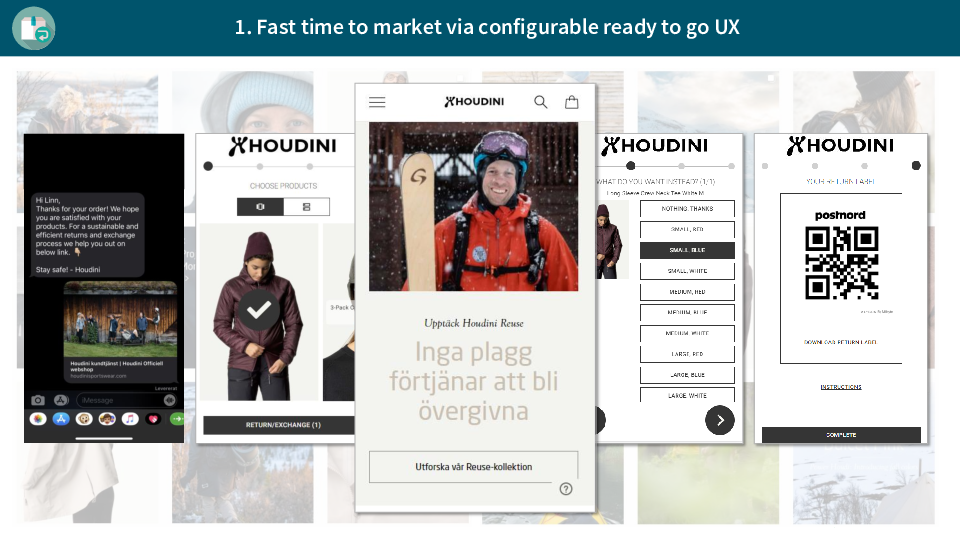 1. Fast time to market via configurable ready to go UX
Hi Linn,
Thanks for your order! We hope
you are satisfied with your
products. For a sustainable and
efficient returns and exchange
process we help you out on
below link. 👇🏼
Stay safe! - Houdini
Houdini kundtjänst | Houdini Officiell
webshop
houdinisportswear.com
Levererat
iMessage
HOUDINI
CHOOSE PRODUCTS
3-Pack C
RETURN/EXCHANGE (1)
HOUDINI
Upptäck Houdini Reuse
Inga plagg
förtjänar att bli
övergivna
Utforska vår Reuse-kollektion
HOUDINI
WHAT DO YOU WANT INSTEAD? (1/1)
Long Sleeve Crew Neck Tee White M
NOTHING, THANKS
SMALL, RED
SMALL, BLUE
SMALL, WHITE
MEDIUM, RED
MEDIUM, BLUE
MEDIUM, WHITE
LARGE, RED
LARGE, BLUE
LARGE, WHITE
HOUDINI
YOUR RETURN LABEL
postnord
DOWNLOAD RETURN LABEL
INSTRUCTIONS
COMPLETE